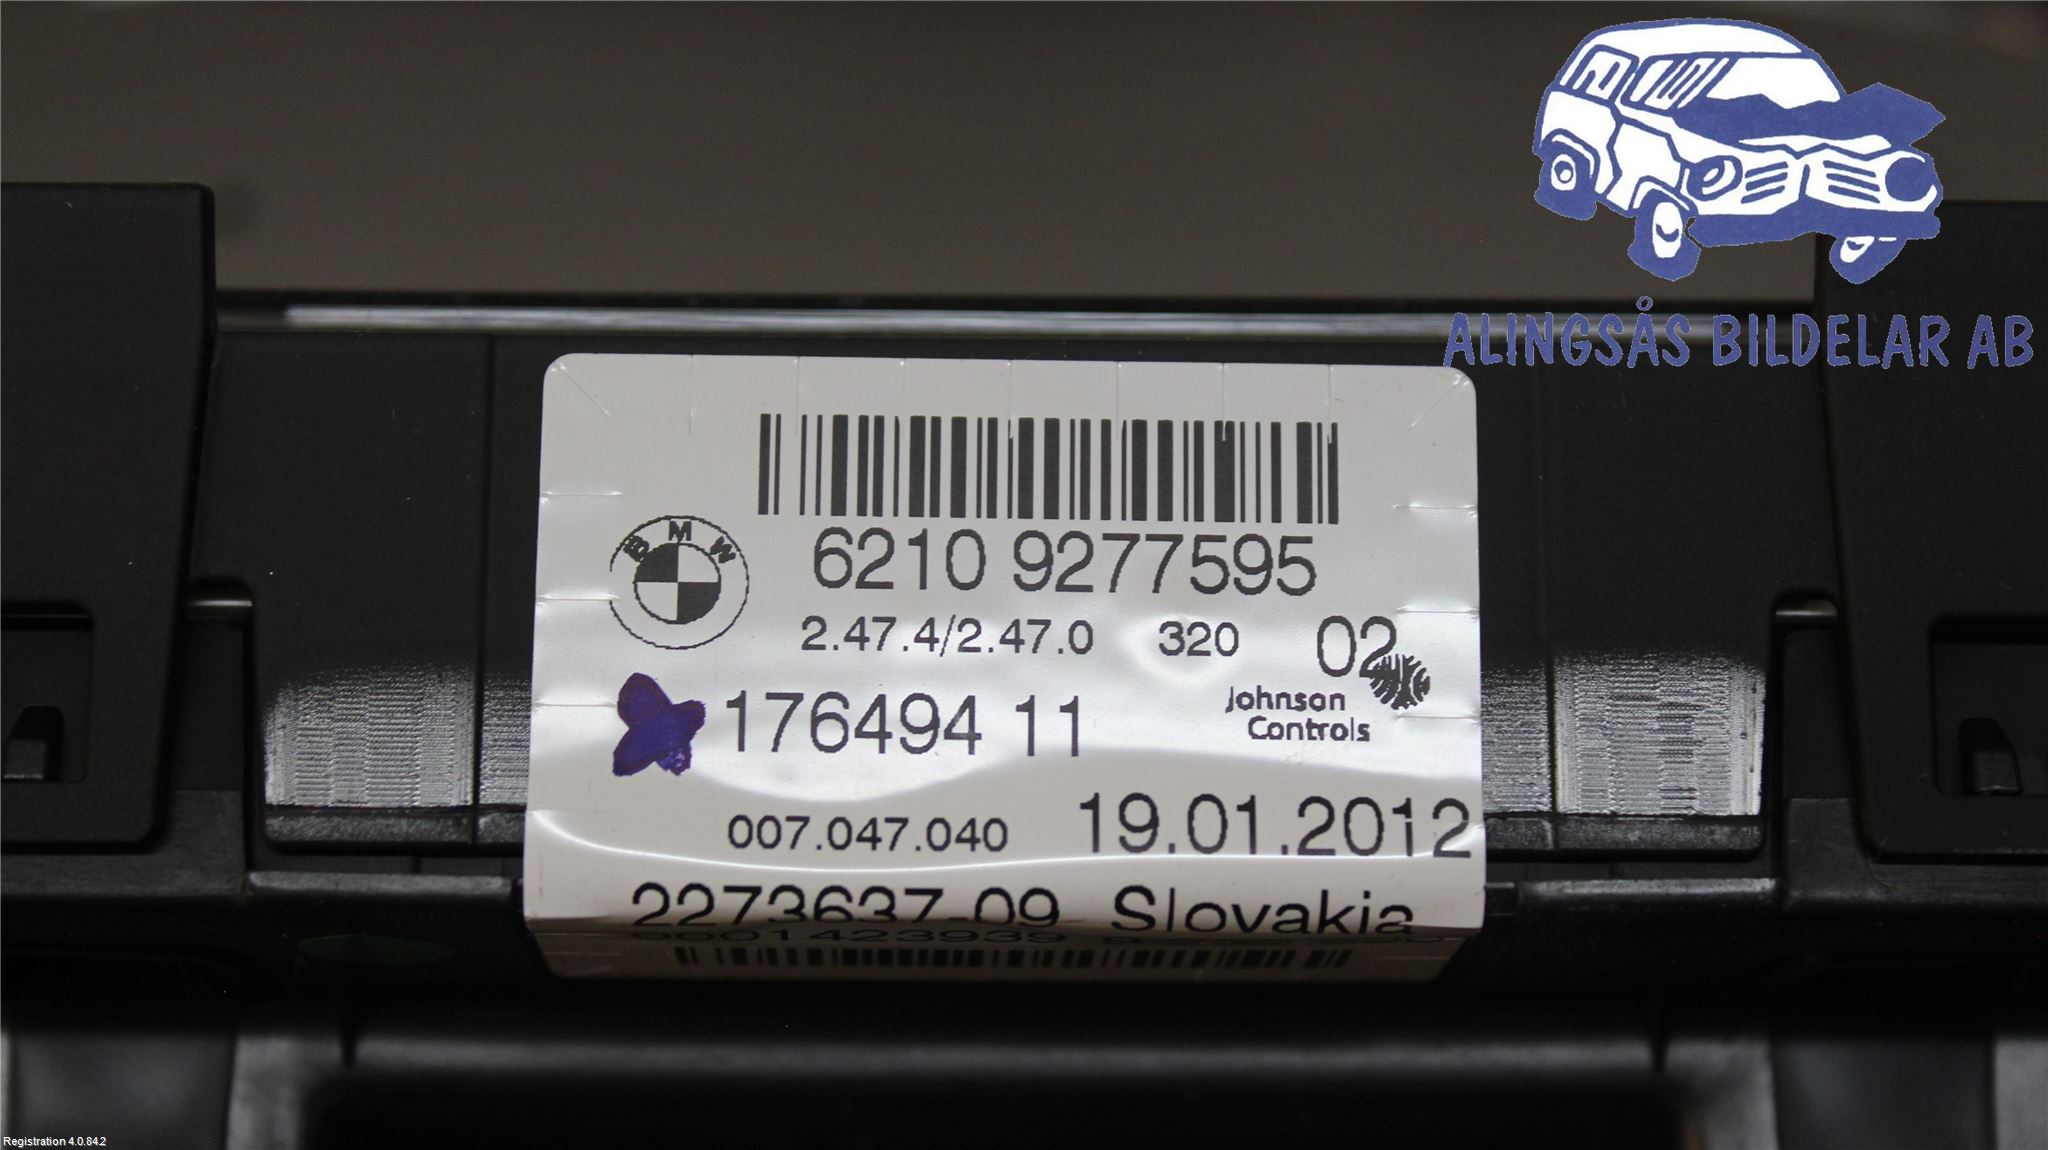 ALINGSÅS BILDELAR AB
BMW
6210 9277595
2.47.4/2.47.0 320 02
176494 11
Johnson
Controls
007.047.040 19.01.2012
2273637-09 Slovakia
Registration 4.0.84.2